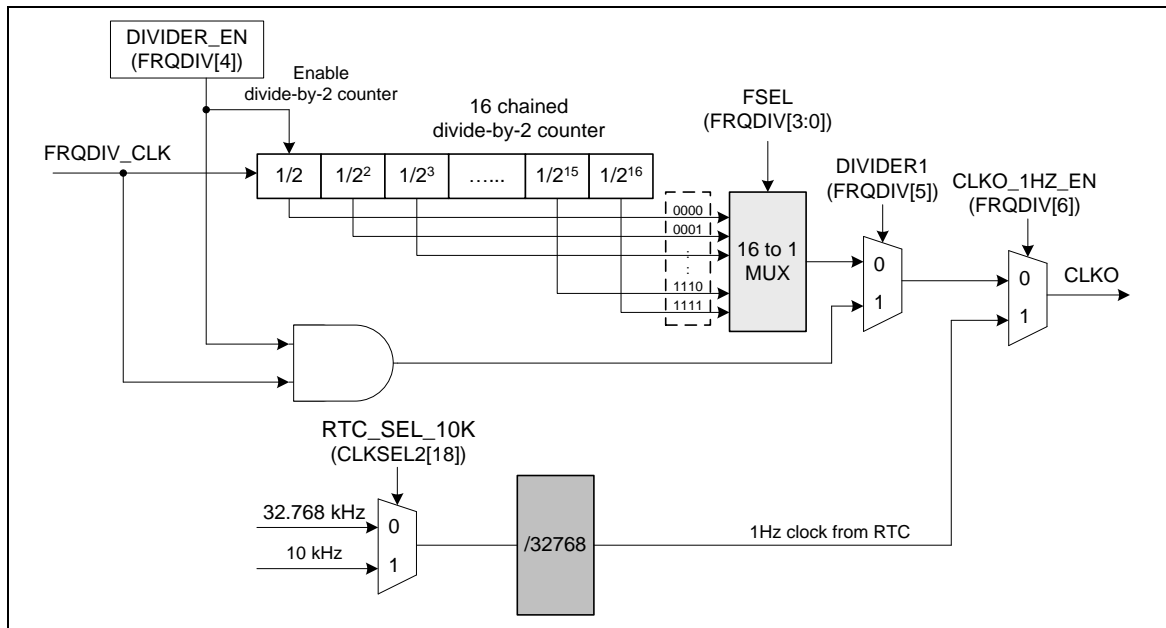 DIVIDER_EN
(FRQDIV[4])
Enable
divide-by-2 counter
16 chained
divide-by-2 counter
FSEL
(FRQDIV[3:0])
DIVIDER1
(FRQDIV[5])
CLKO_1HZ_EN
(FRQDIV[6])
FRQDIV_CLK
1/2 1/2² 1/2³ …... 1/2¹⁵ 1/2¹⁶
0000
0001
:
:
1110
1111
16 to 1
MUX
0
1
0
1
CLKO
RTC_SEL_10K
(CLKSEL2[18])
32.768 kHz
10 kHz
0
1
/32768
1Hz clock from RTC